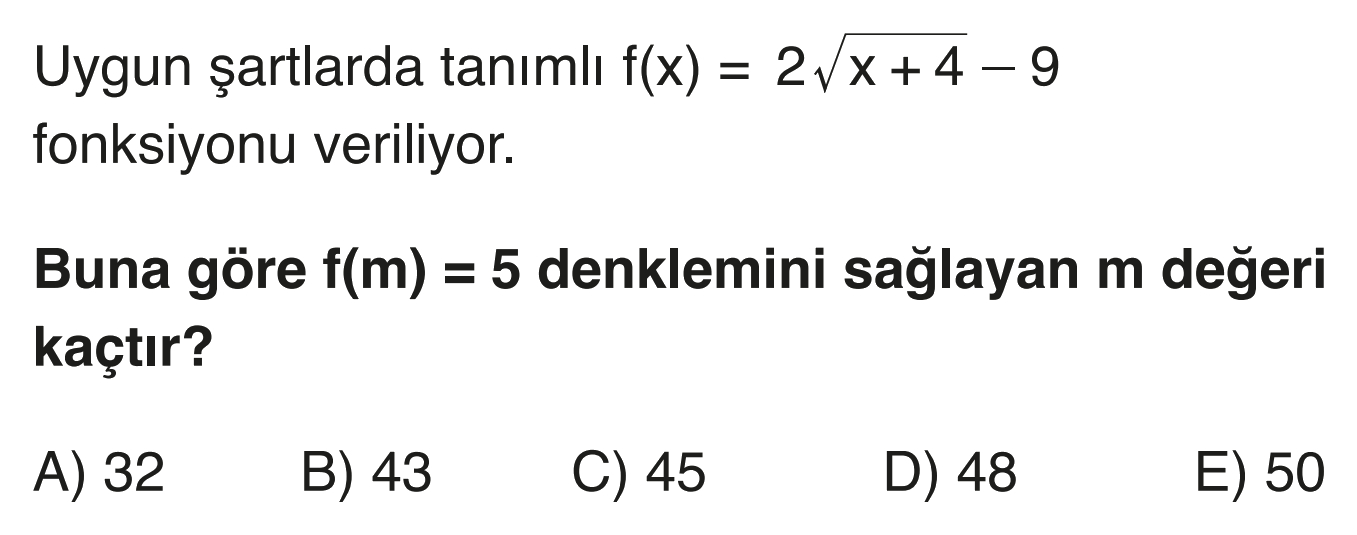 Uygun şartlarda tanımlı f(x) = 2√(x + 4) – 9
fonksiyonu veriliyor.
Buna göre f(m) = 5 denklemini sağlayan m değeri
kaçtır?
A) 32 B) 43 C) 45 D) 48 E) 50